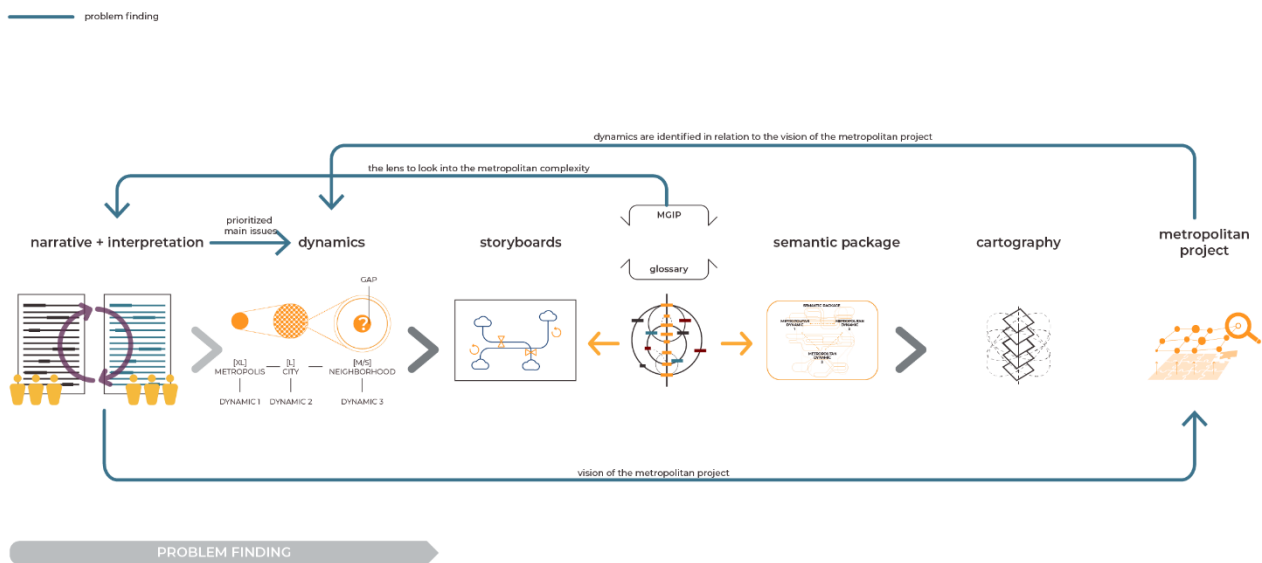 problem finding
dynamics are identified in relation to the vision of the metropolitan project
the lens to look into the metropolitan complexity
MGIP
prioritized
main issues
narrative + interpretation
dynamics
storyboards
glossary
semantic package
cartography
metropolitan
project
GAP
?
[XL]
METROPOLIS
[L]
CITY
[M/S]
NEIGHBORHOOD
DYNAMIC 1
DYNAMIC 2
DYNAMIC 3
SEMANTIC PACKAGE
vision of the metropolitan project
PROBLEM FINDING